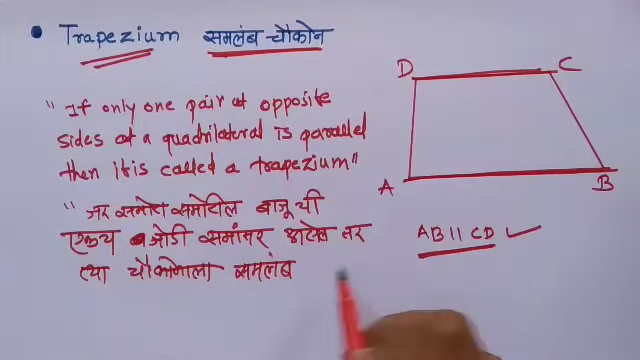 Trapezium समलंब चौकोन
"If only one pair of opposite
sides of a quadrilateral is parallel
then it is called a trapezium"
"जर समोरा समोरील बाजू ची
एकच जोडी समांतर असेल तर
त्या चौकोनाला समलंब
D C
A B
AB || CD ✓